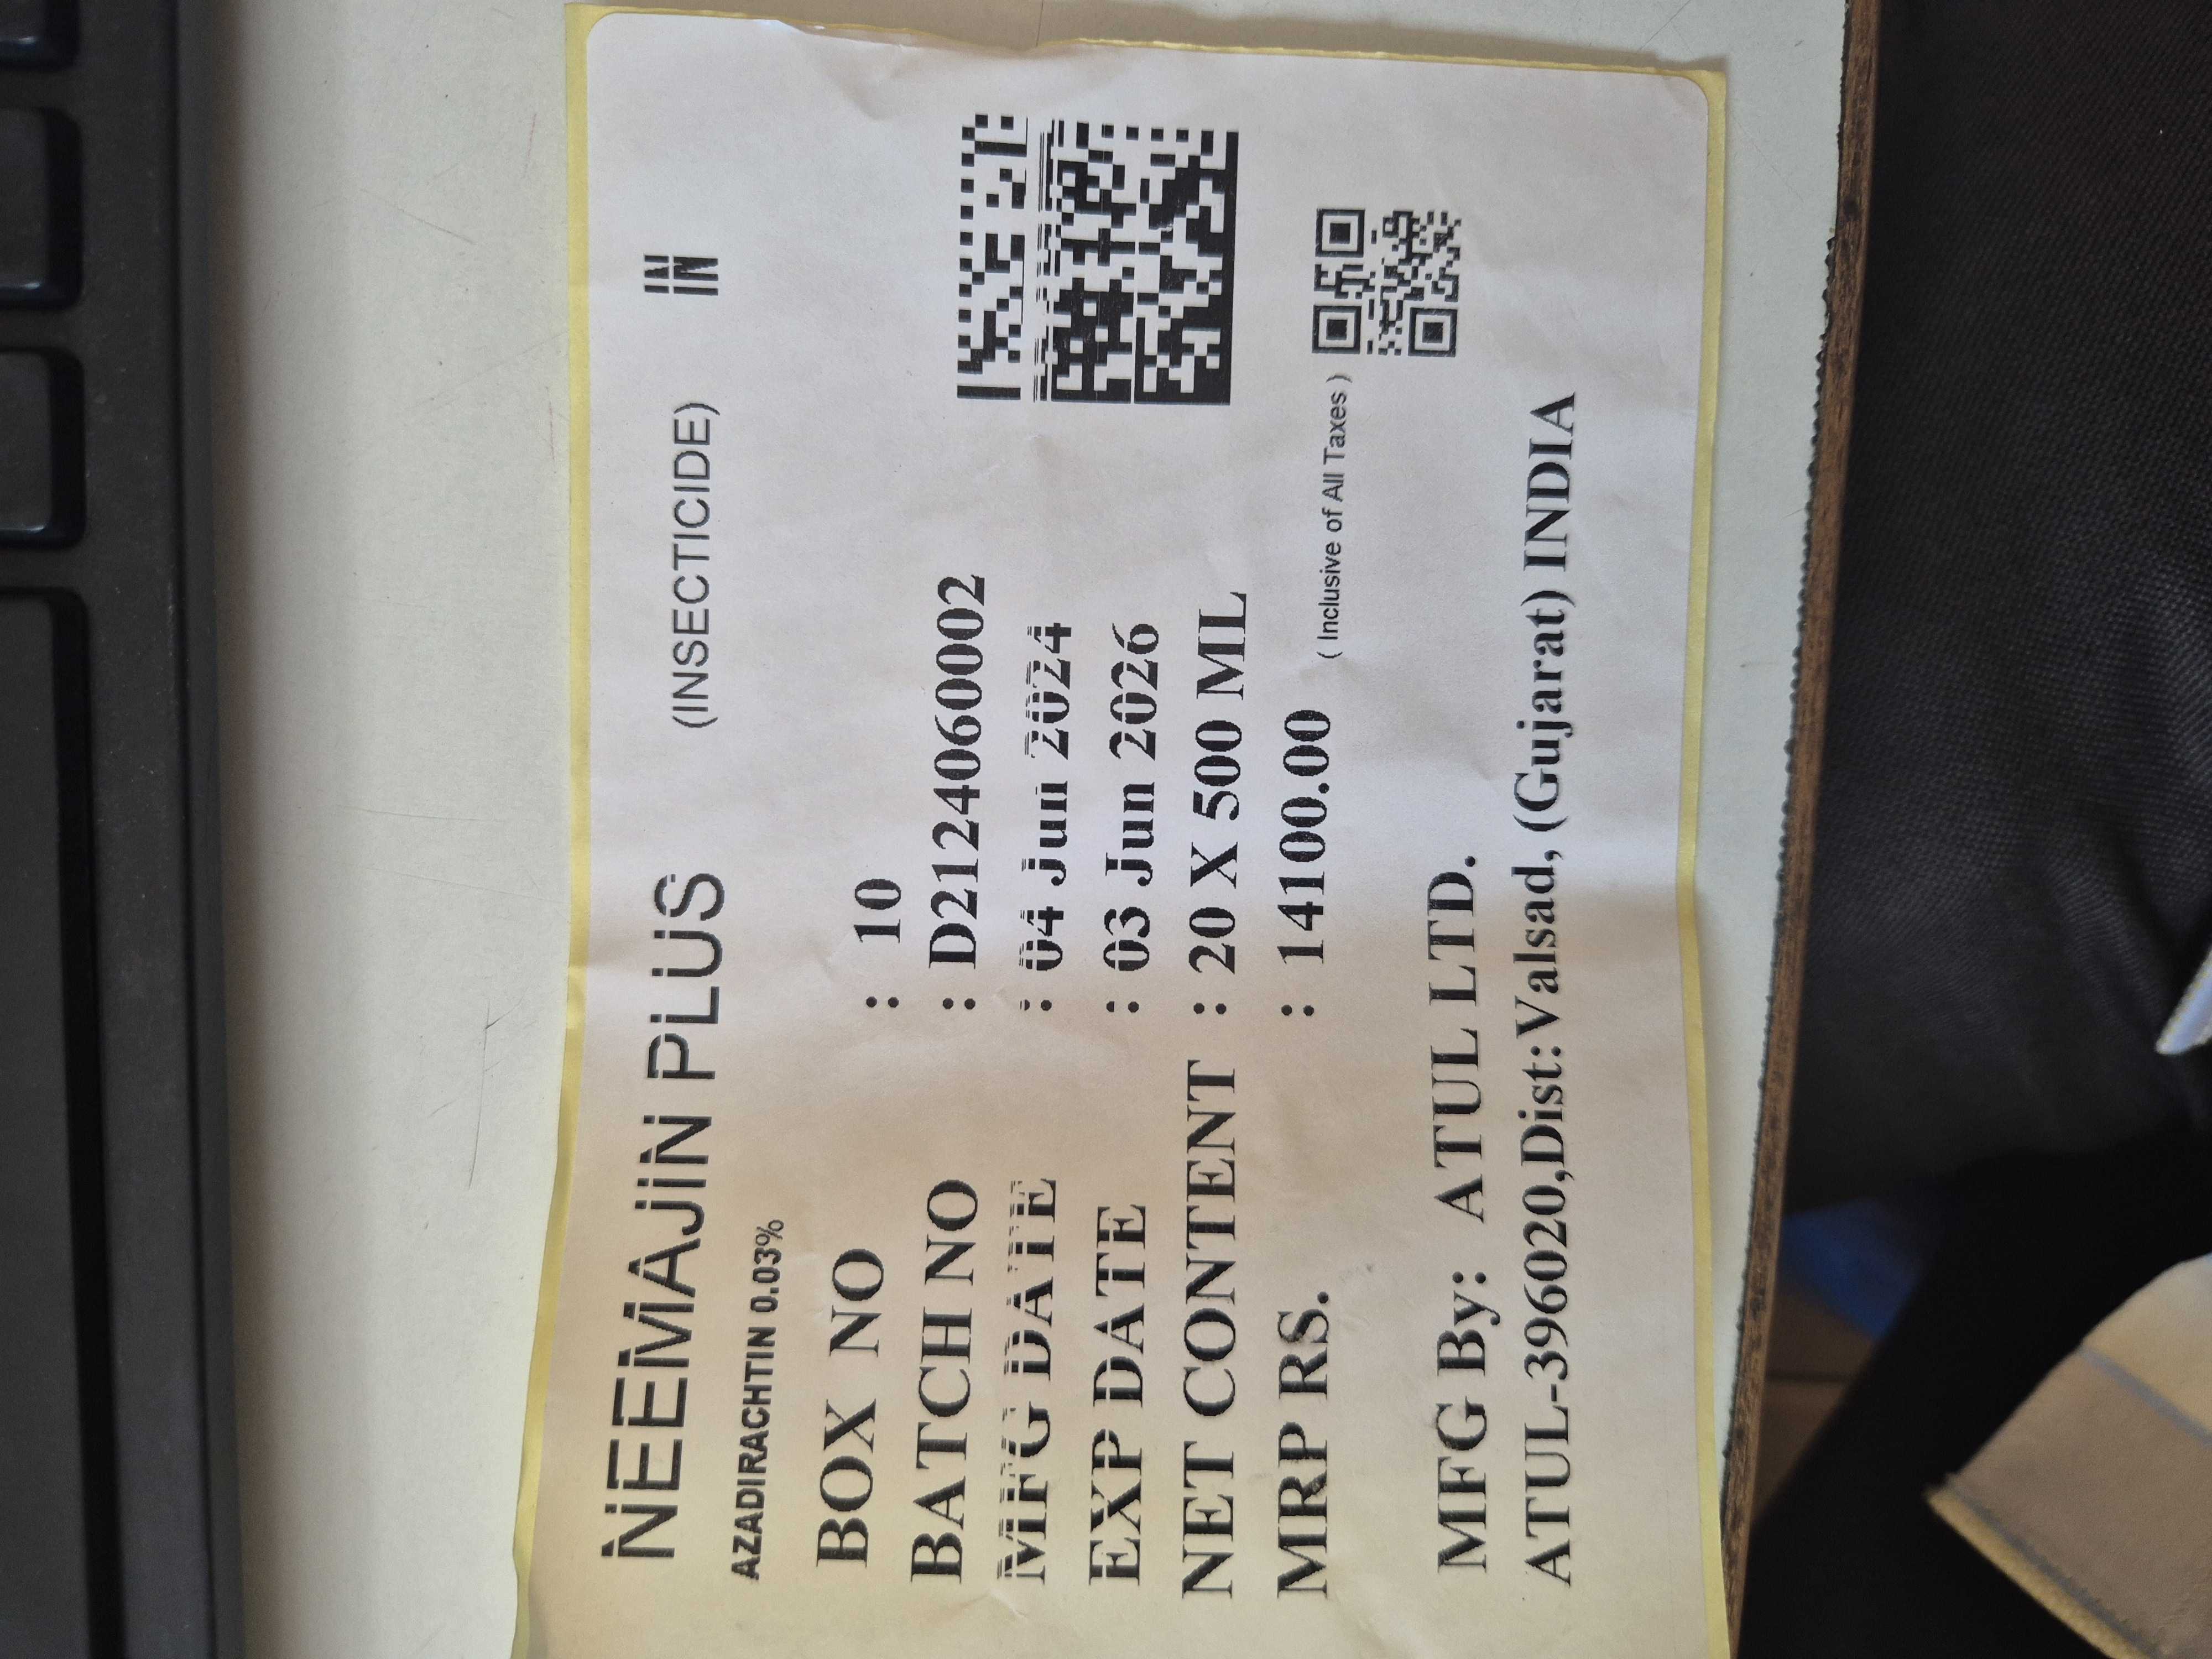 NEEMAJIN PLUS (INSECTICIDE) IN
AZADIRACHTIN 0.03%
BOX NO : 10
BATCH NO : D2124060002
MFG DATE : 04 Jun 2024
EXP DATE : 03 Jun 2026
NET CONTENT : 20 X 500 ML
MRP RS. : 14100.00 ( Inclusive of All Taxes )
MFG By: ATUL LTD.
ATUL-396020,Dist:Valsad, (Gujarat) INDIA